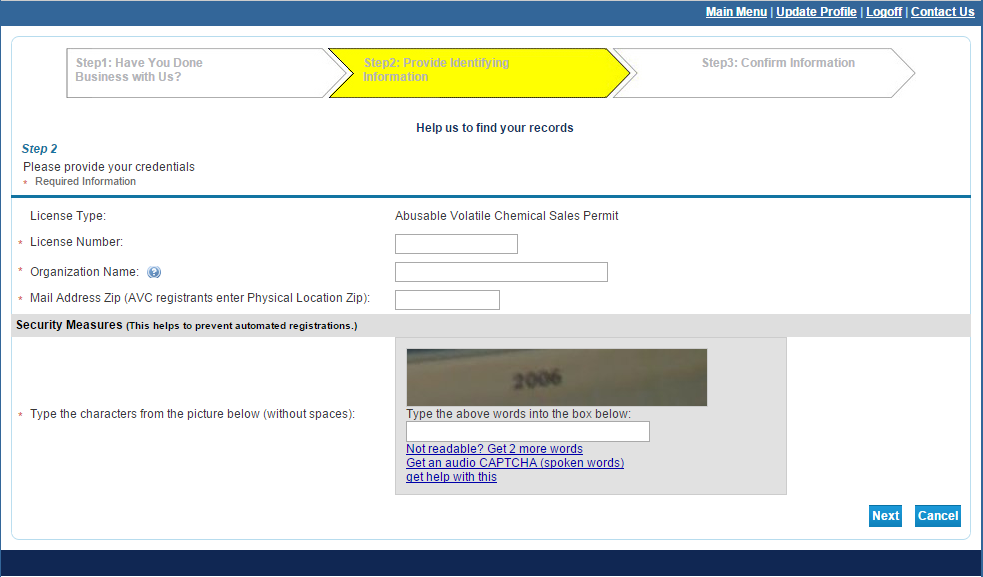 Main Menu | Update Profile | Logoff | Contact Us
Step1: Have You Done
Business with Us?
Step2: Provide Identifying
Information
Step3: Confirm Information
Help us to find your records
Step 2
Please provide your credentials
* Required Information
License Type: Abusable Volatile Chemical Sales Permit
* License Number:
* Organization Name: ?
* Mail Address Zip (AVC registrants enter Physical Location Zip):
Security Measures (This helps to prevent automated registrations.)
2006
* Type the characters from the picture below (without spaces):
Type the above words into the box below:
Not readable? Get 2 more words
Get an audio CAPTCHA (spoken words)
get help with this
Next Cancel